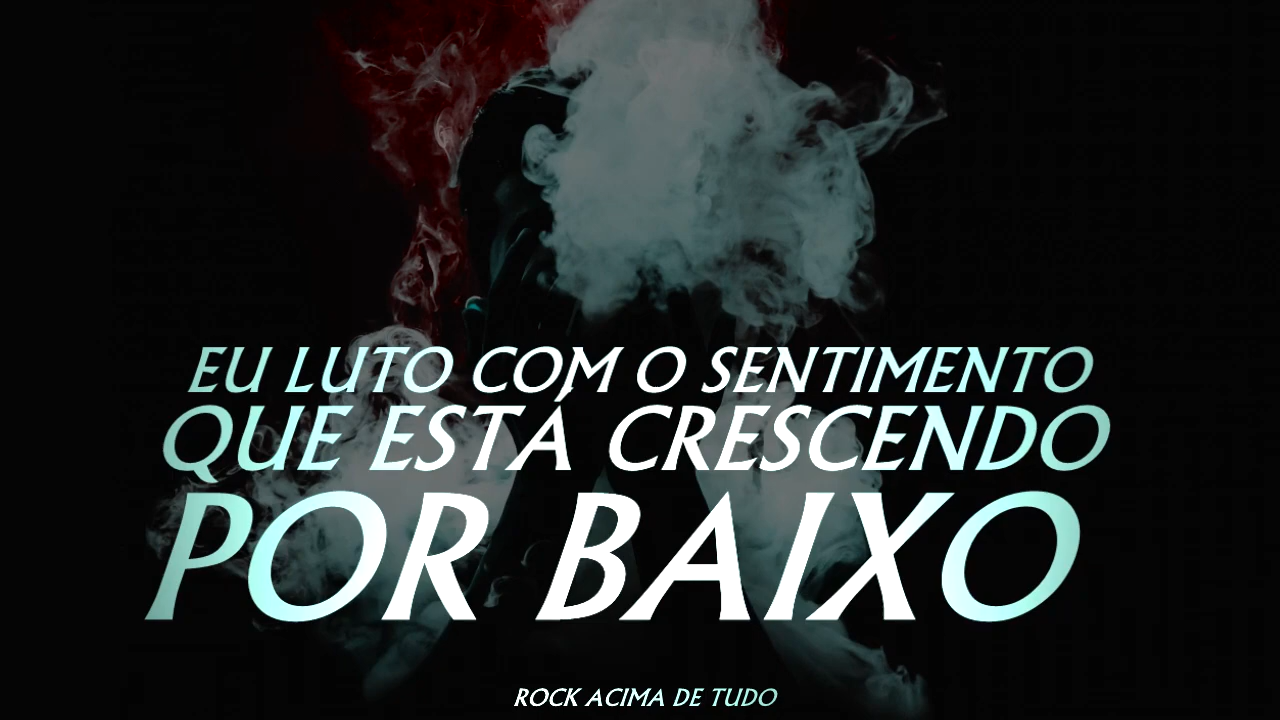 EU LUTO COM O SENTIMENTO
QUE ESTÁ CRESCENDO
POR BAIXO
ROCK ACIMA DE TUDO